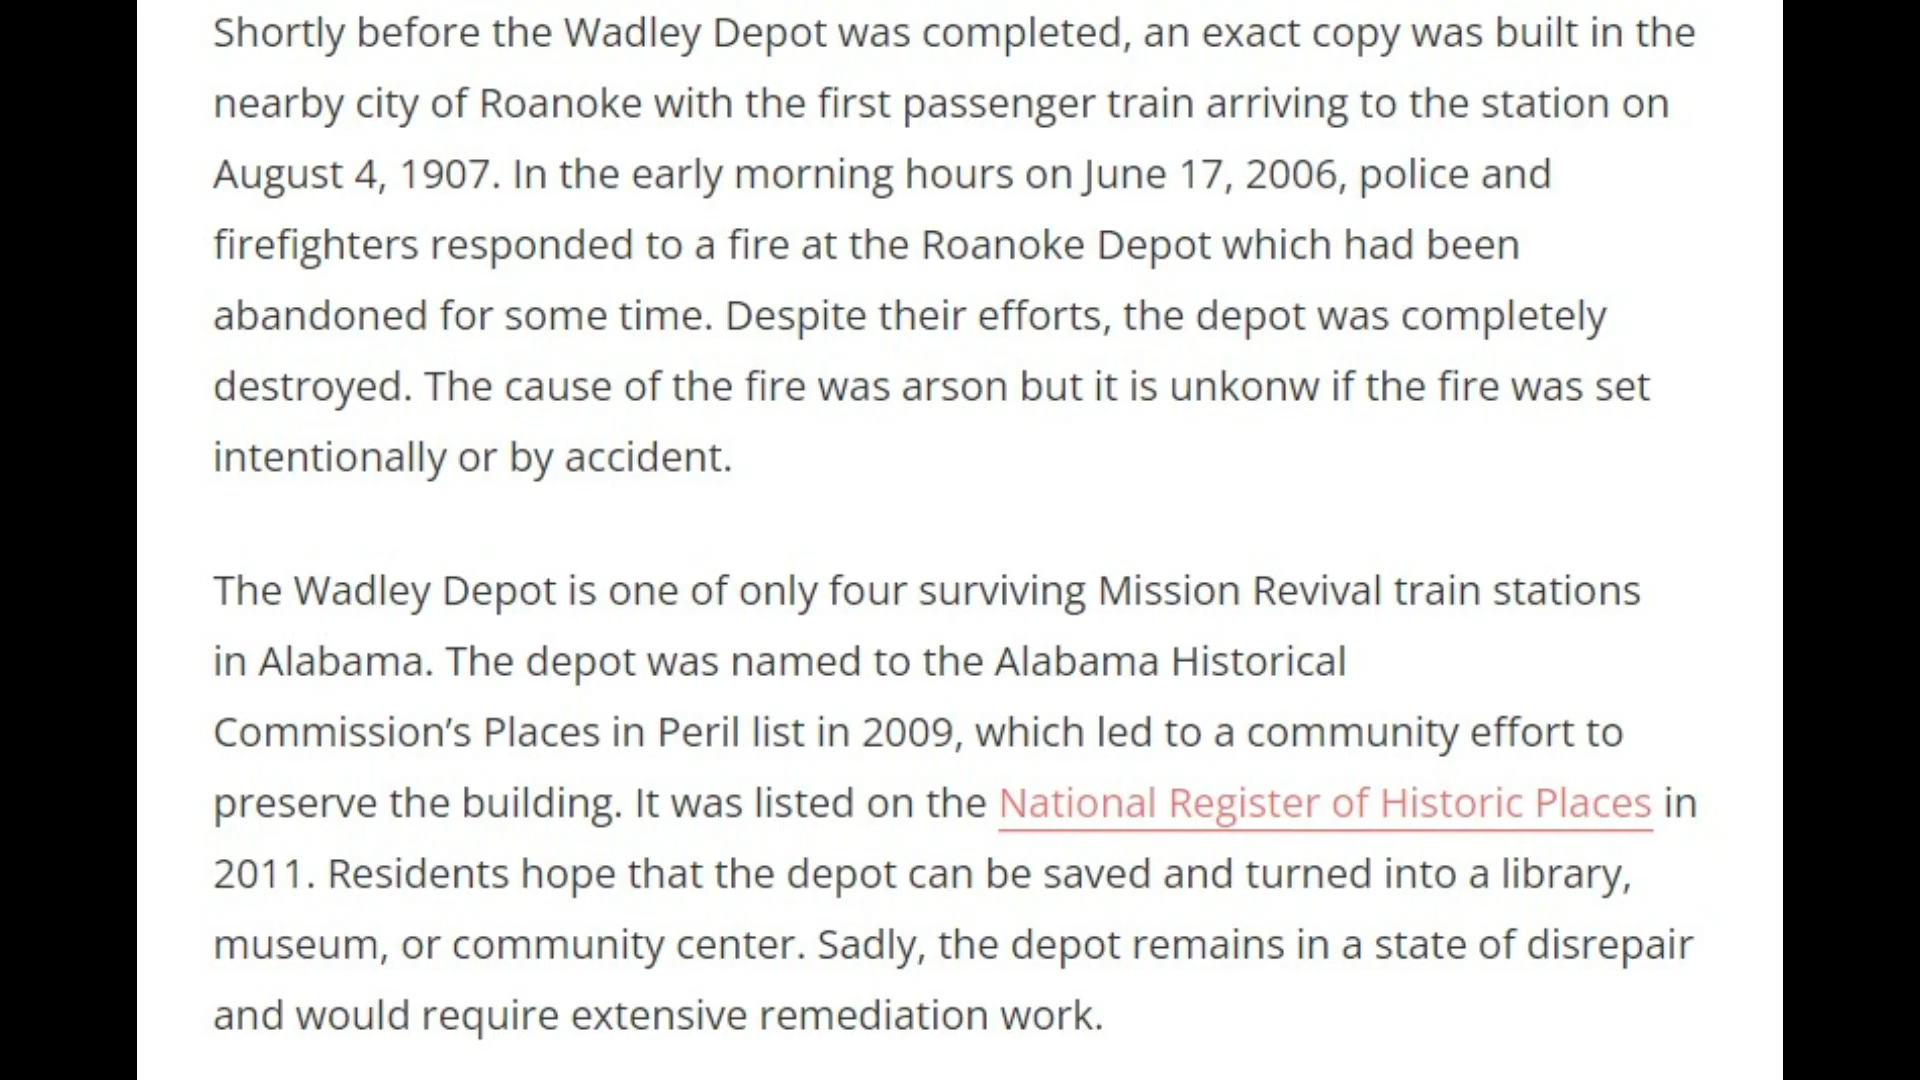 Shortly before the Wadley Depot was completed, an exact copy was built in the
nearby city of Roanoke with the first passenger train arriving to the station on
August 4, 1907. In the early morning hours on June 17, 2006, police and
firefighters responded to a fire at the Roanoke Depot which had been
abandoned for some time. Despite their efforts, the depot was completely
destroyed. The cause of the fire was arson but it is unkonw if the fire was set
intentionally or by accident.
The Wadley Depot is one of only four surviving Mission Revival train stations
in Alabama. The depot was named to the Alabama Historical
Commission’s Places in Peril list in 2009, which led to a community effort to
preserve the building. It was listed on the National Register of Historic Places in
2011. Residents hope that the depot can be saved and turned into a library,
museum, or community center. Sadly, the depot remains in a state of disrepair
and would require extensive remediation work.